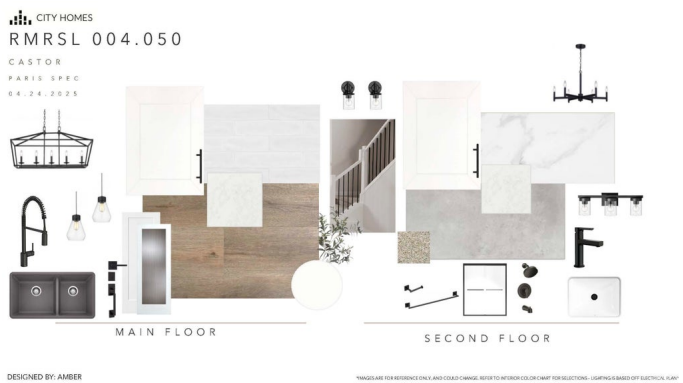 CITY HOMES
RMRSL 004.050
CASTOR
PARIS SPEC
04.24.2025
MAIN FLOOR
SECOND FLOOR
DESIGNED BY: AMBER
*IMAGES ARE FOR REFERENCE ONLY, AND COULD CHANGE. REFER TO INTERIOR COLOR CHART FOR SELECTIONS - LIGHTING IS BASED OFF ELECTRICAL PLAN*